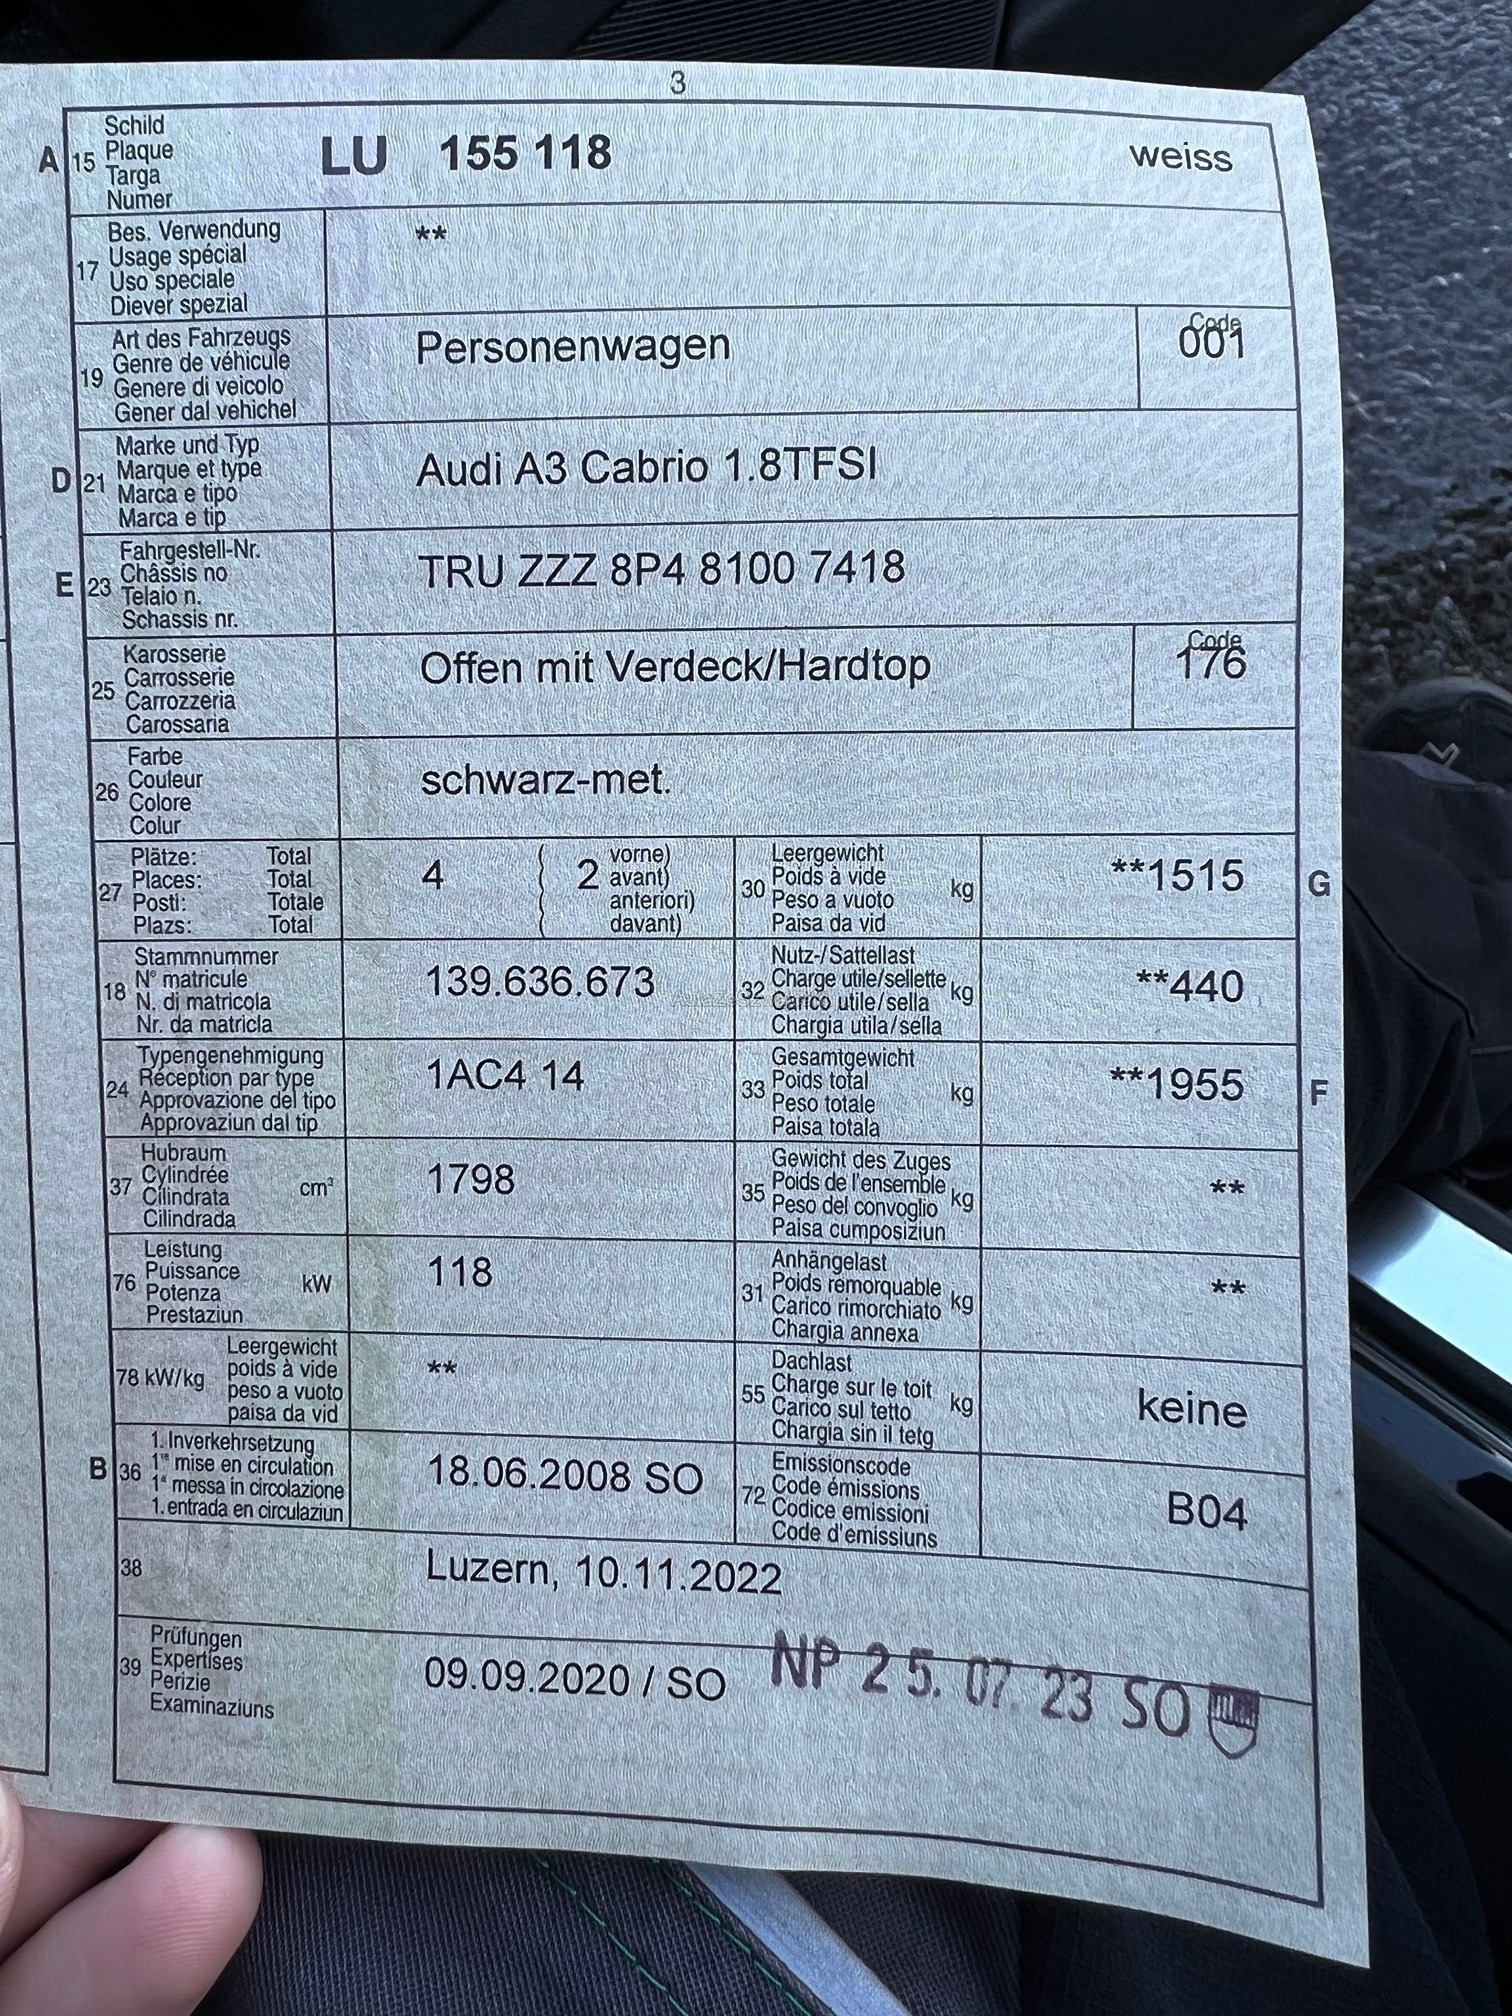 3
A 15 Schild Plaque Targa Numer LU 155 118 weiss
17 Bes. Verwendung Usage spécial Uso speciale Diever spezial **
19 Art des Fahrzeugs Genre de véhicule Genere di veicolo Gener dal vehichel Personenwagen Code 001
D 21 Marke und Typ Marque et type Marca e tipo Marca e tip Audi A3 Cabrio 1.8TFSI
E 23 Fahrgestell-Nr. Châssis no Telaio n. Schassis nr. TRU ZZZ 8P4 8100 7418
25 Karosserie Carrosserie Carrozzeria Carossaria Offen mit Verdeck/Hardtop Code 176
26 Farbe Couleur Colore Colur schwarz-met.
27 Plätze: Total Places: Total Posti: Totale Plazs: Total 4 ( 2 vorne) avant) anteriori) davant)
30 Leergewicht Poids à vide Peso a vuoto Paisa da vid kg **1515 G
18 Stammnummer N° matricule N. di matricola Nr. da matricla 139.636.673
32 Nutz-/Sattellast Charge utile/sellette Carico utile/sella Chargia utila/sella kg **440
24 Typengenehmigung Réception par type Approvazione del tipo Approvaziun dal tip 1AC4 14
33 Gesamtgewicht Poids total Peso totale Paisa totala kg **1955 F
37 Hubraum Cylindrée Cilindrata Cilindrada cm³ 1798
35 Gewicht des Zuges Poids de l'ensemble Peso del convoglio Paisa cumposiziun kg **
76 Leistung Puissance Potenza Prestaziun kW 118
31 Anhängelast Poids remorquable Carico rimorchiato Chargia annexa kg **
78 kW/kg Leergewicht poids à vide peso a vuoto paisa da vid **
55 Dachlast Charge sur le toit Carico sul tetto Chargia sin il tetg kg keine
B 36 1. Inverkehrsetzung 1re mise en circulation 1a messa in circolazione 1. entrada en circulaziun 18.06.2008 SO
72 Emissionscode Code émissions Codice emissioni Code d'emissiuns B04
38 Luzern, 10.11.2022
39 Prüfungen Expertises Perizie Examinaziuns 09.09.2020 / SO NP 25. 07. 23 SO